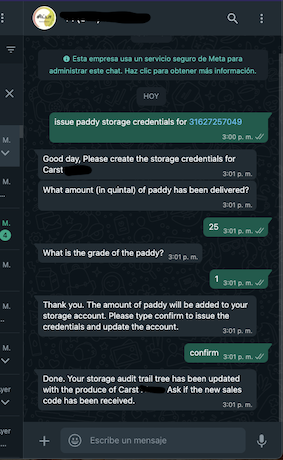 Esta empresa usa un servicio seguro de Meta para
administrar este chat. Haz clic para obtener más información.
HOY
issue paddy storage credentials for 31627257049
3:00 p. m.
Good day, Please create the storage credentials for
Carst
3:01 p. m.
What amount (in quintal) of paddy has been delivered?
3:01 p. m.
25
3:01 p. m.
What is the grade of the paddy?
3:01 p. m.
1
3:01 p. m.
Thank you. The amount of paddy will be added to your
storage account. Please type confirm to issue the
credentials and update the account.
3:01 p. m.
confirm
3:01 p. m.
Done. Your storage audit trail tree has been updated
with the produce of Carst Ask if the new sales
code has been received.
3:01 p. m.
Escribe un mensaje
M.
M.
...
M.
4
M.
M.
...
M.
yer
yer
...